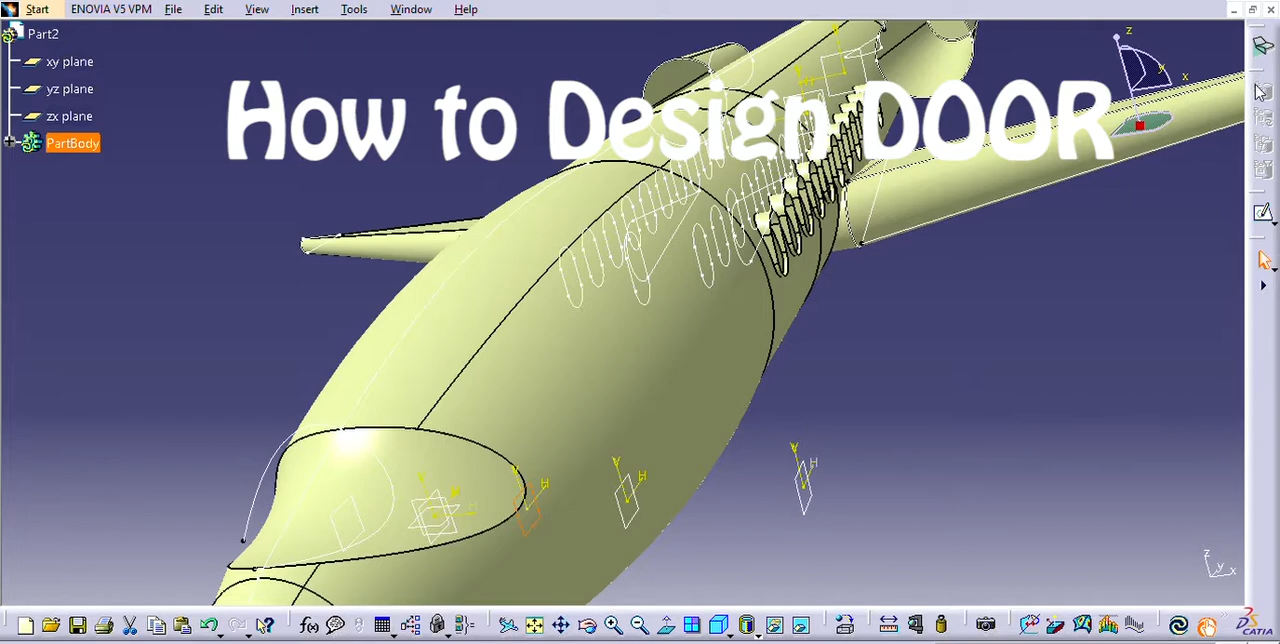 Start ENOVIA V5 VPM File Edit View Insert Tools Window Help
Part2
xy plane
yz plane
zx plane
PartBody
How to Design DOOR
z
y
x
V
H
V
H
V
H
V
H
z
y
x
f(x)
CATIA